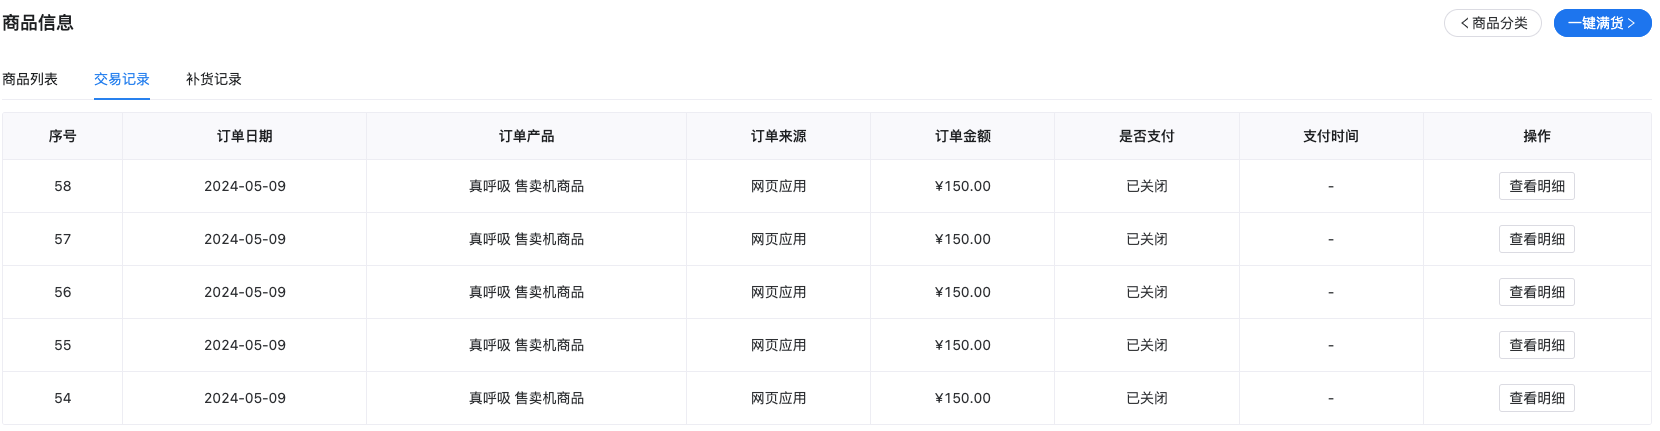 商品信息
商品分类
一键满货
商品列表 交易记录 补货记录
序号 订单日期 订单产品 订单来源 订单金额 是否支付 支付时间 操作
58 2024-05-09 真呼吸 售卖机商品 网页应用 ¥150.00 已关闭 - 查看明细
57 2024-05-09 真呼吸 售卖机商品 网页应用 ¥150.00 已关闭 - 查看明细
56 2024-05-09 真呼吸 售卖机商品 网页应用 ¥150.00 已关闭 - 查看明细
55 2024-05-09 真呼吸 售卖机商品 网页应用 ¥150.00 已关闭 - 查看明细
54 2024-05-09 真呼吸 售卖机商品 网页应用 ¥150.00 已关闭 - 查看明细